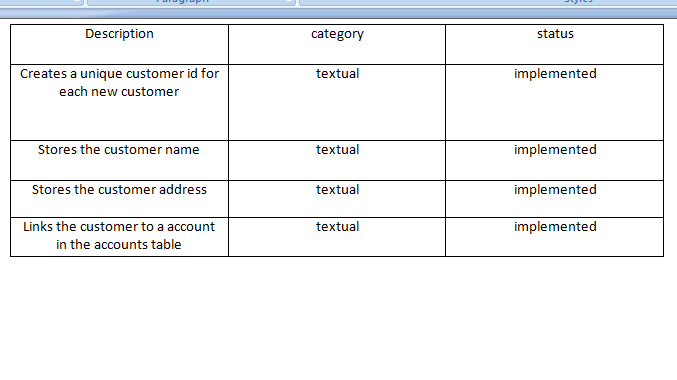 Paragraph
Styles
Description category status
Creates a unique customer id for textual implemented
each new customer
Stores the customer name textual implemented
Stores the customer address textual implemented
Links the customer to a account textual implemented
in the accounts table